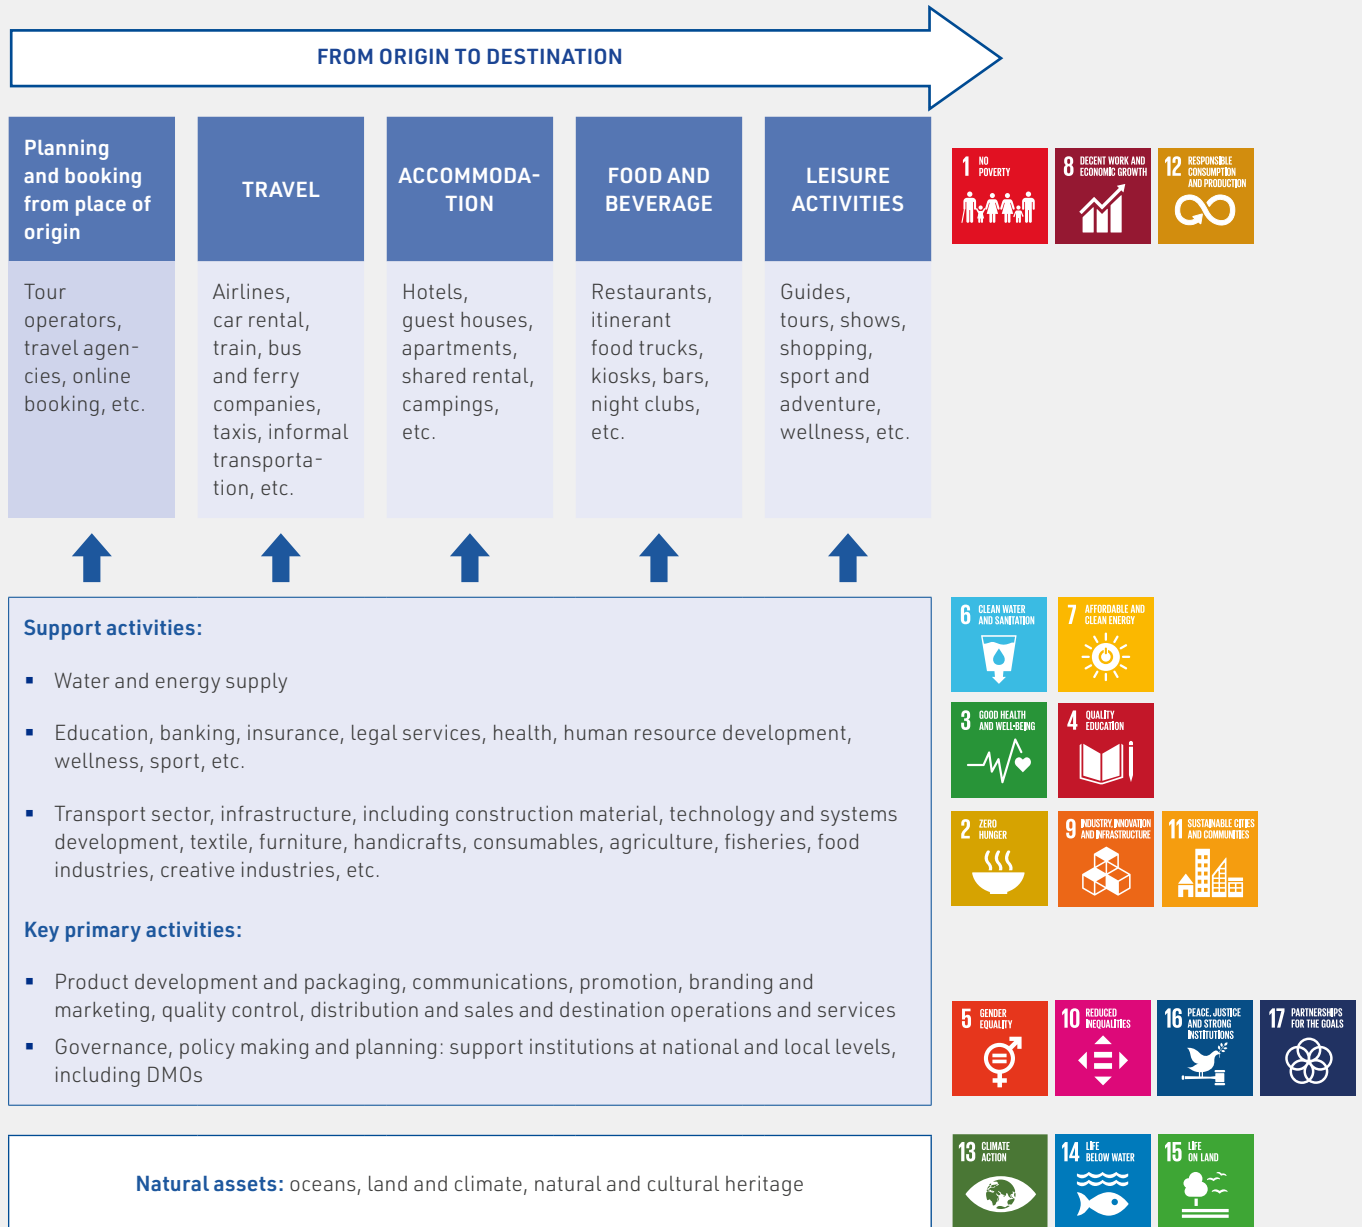 FROM ORIGIN TO DESTINATION
Planning
and booking
from place of
origin
TRAVEL
ACCOMMODA-
TION
FOOD AND
BEVERAGE
LEISURE
ACTIVITIES
1 NO
POVERTY
8 DECENT WORK AND
ECONOMIC GROWTH
12 RESPONSIBLE
CONSUMPTION
AND PRODUCTION
Tour
operators,
travel agen-
cies, online
booking, etc.
Airlines,
car rental,
train, bus
and ferry
companies,
taxis, informal
transporta-
tion, etc.
Hotels,
guest houses,
apartments,
shared rental,
campings,
etc.
Restaurants,
itinerant
food trucks,
kiosks, bars,
night clubs,
etc.
Guides,
tours, shows,
shopping,
sport and
adventure,
wellness, etc.
Support activities:
▪ Water and energy supply
▪ Education, banking, insurance, legal services, health, human resource development,
wellness, sport, etc.
▪ Transport sector, infrastructure, including construction material, technology and systems
development, textile, furniture, handicrafts, consumables, agriculture, fisheries, food
industries, creative industries, etc.
Key primary activities:
▪ Product development and packaging, communications, promotion, branding and
marketing, quality control, distribution and sales and destination operations and services
▪ Governance, policy making and planning: support institutions at national and local levels,
including DMOs
6 CLEAN WATER
AND SANITATION
7 AFFORDABLE AND
CLEAN ENERGY
3 GOOD HEALTH
AND WELL-BEING
4 QUALITY
EDUCATION
2 ZERO
HUNGER
9 INDUSTRY, INNOVATION
AND INFRASTRUCTURE
11 SUSTAINABLE CITIES
AND COMMUNITIES
5 GENDER
EQUALITY
10 REDUCED
INEQUALITIES
16 PEACE, JUSTICE
AND STRONG
INSTITUTIONS
17 PARTNERSHIPS
FOR THE GOALS
Natural assets: oceans, land and climate, natural and cultural heritage
13 CLIMATE
ACTION
14 LIFE
BELOW WATER
15 LIFE
ON LAND